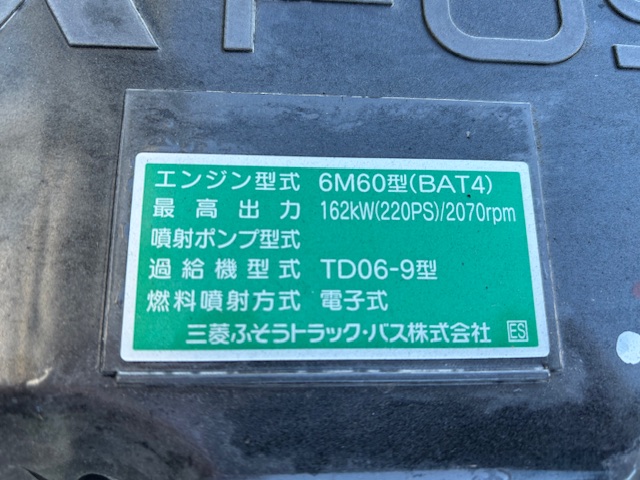 エンジン型式 6M60型(BAT4)
最高出力 162kW(220PS)/2070rpm
噴射ポンプ型式
過給機型式 TD06-9型
燃料噴射方式 電子式
三菱ふそうトラック・バス株式会社 ES